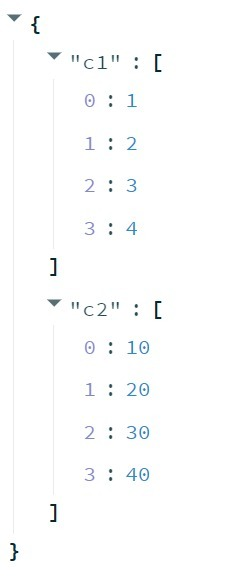 {
"c1" : [
0 : 1
1 : 2
2 : 3
3 : 4
]
"c2" : [
0 : 10
1 : 20
2 : 30
3 : 40
]
}